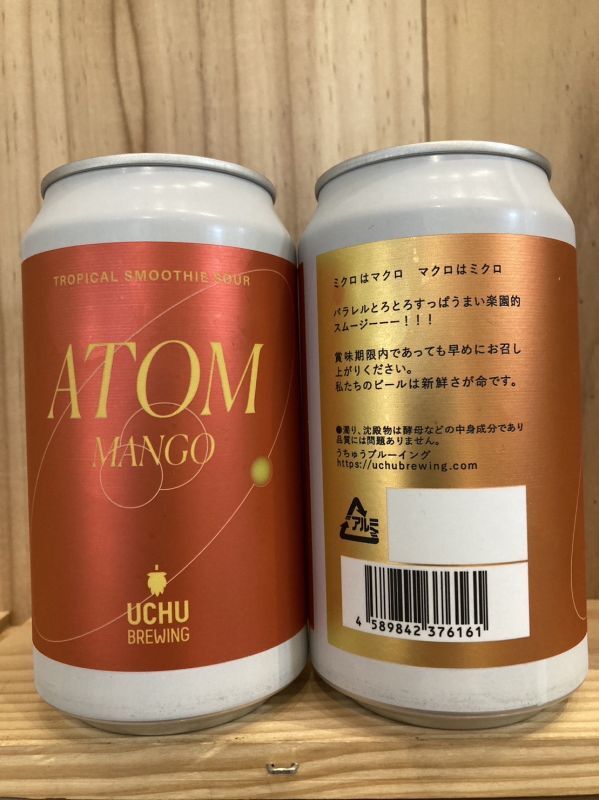 TROPICAL SMOOTHIE SOUR
ATOM
MANGO
UCHU
BREWING
ミクロはマクロ マクロはミクロ
パラレルとろとろすっぱうまい楽園的
スムージーーー！！！
賞味期限内であっても早めにお召し
上がりください。
私たちのビールは新鮮さが命です。
●濁り、沈殿物は酵母などの中身成分であり
品質には問題ありません。
うちゅうブルーイング
https://uchubrewing.com
アルミ
4 589842 376161